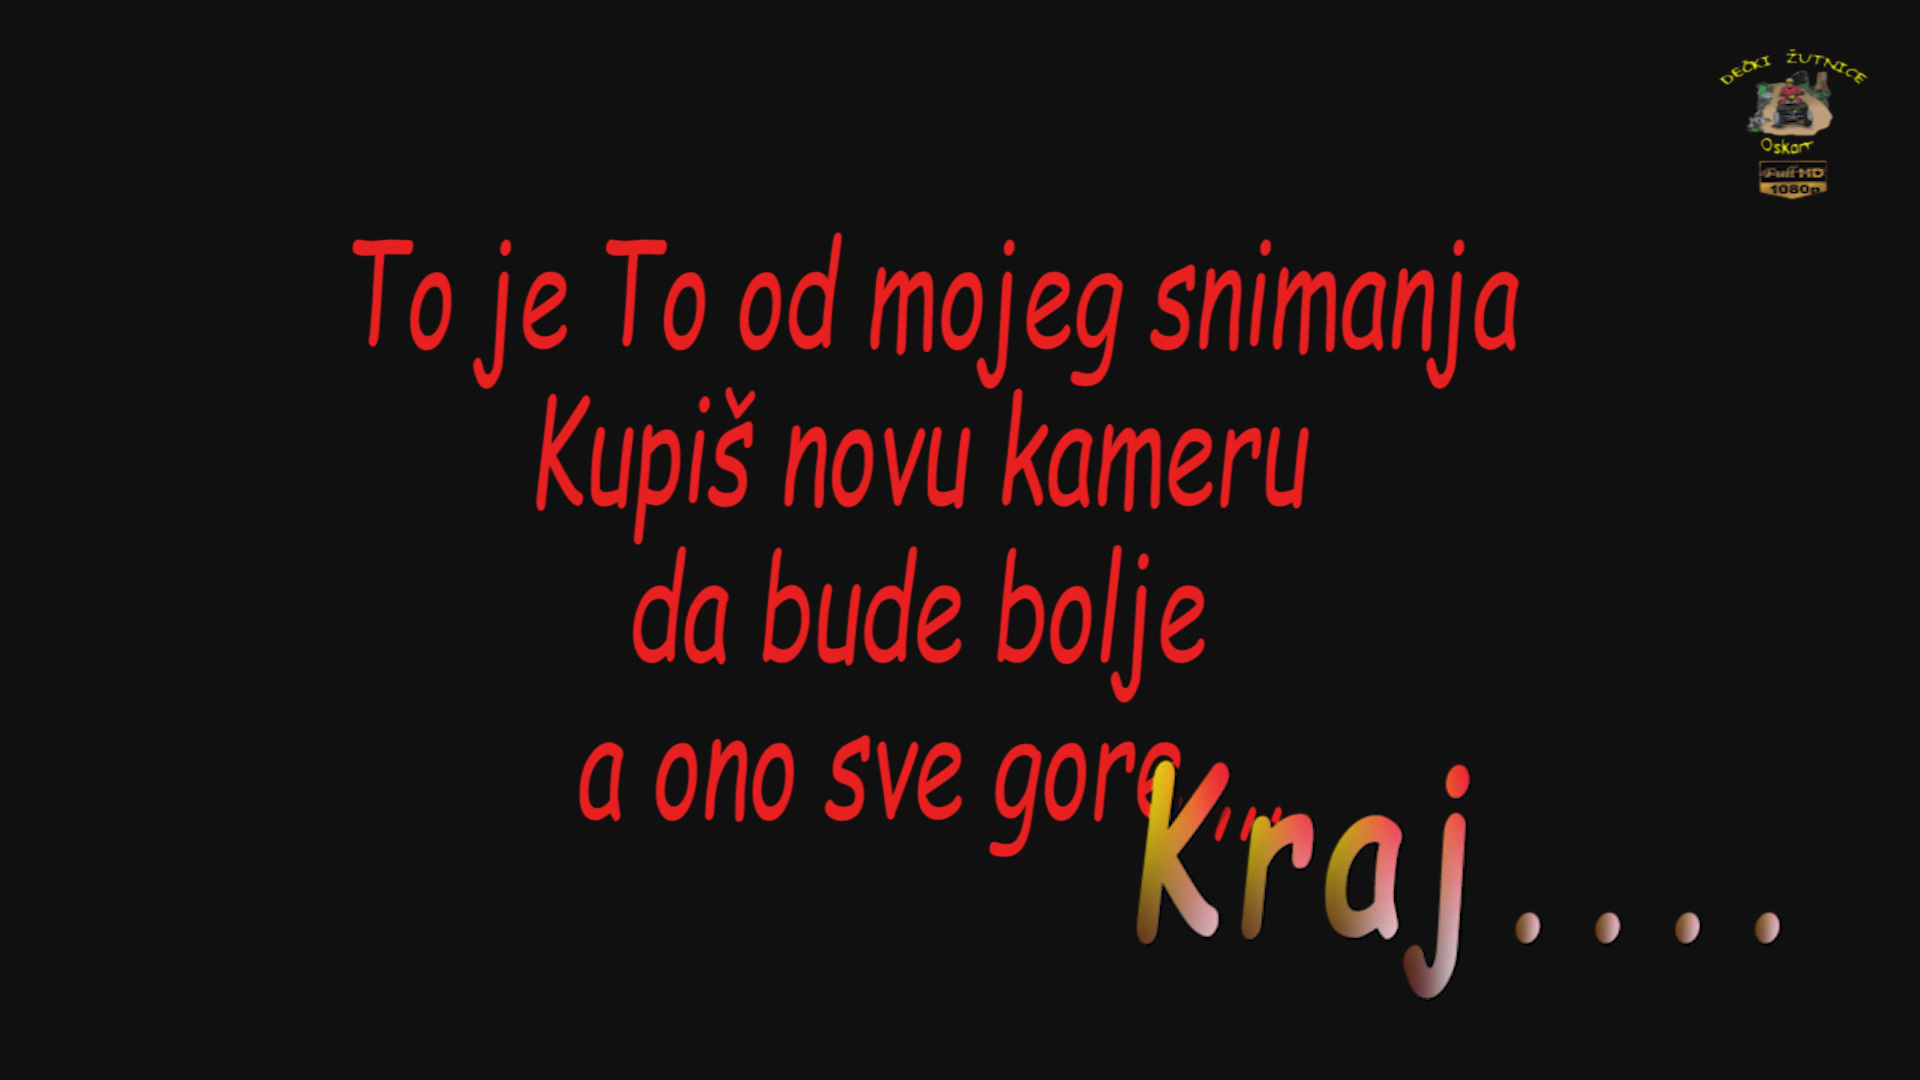 DEČKI ŽUTNICE
Oskar
Full HD
1080p
To je To od mojeg snimanja
Kupiš novu kameru
da bude bolje
a ono sve gore,,,
Kraj....